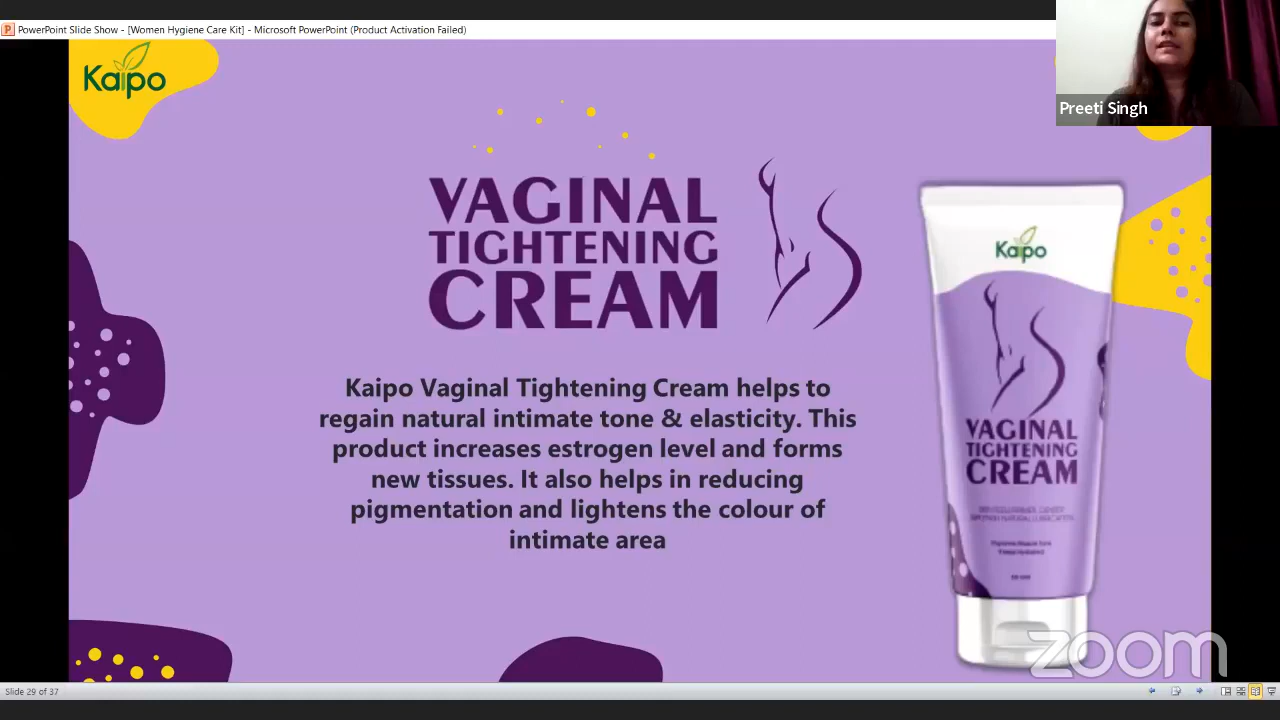 PowerPoint Slide Show - [Women Hygiene Care Kit] - Microsoft PowerPoint (Product Activation Failed)
Kaipo
Preeti Singh
VAGINAL
TIGHTENING
CREAM
Kaipo Vaginal Tightening Cream helps to
regain natural intimate tone & elasticity. This
product increases estrogen level and forms
new tissues. It also helps in reducing
pigmentation and lightens the colour of
intimate area
Kaipo
VAGINAL
TIGHTENING
CREAM
zoom
Slide 29 of 37